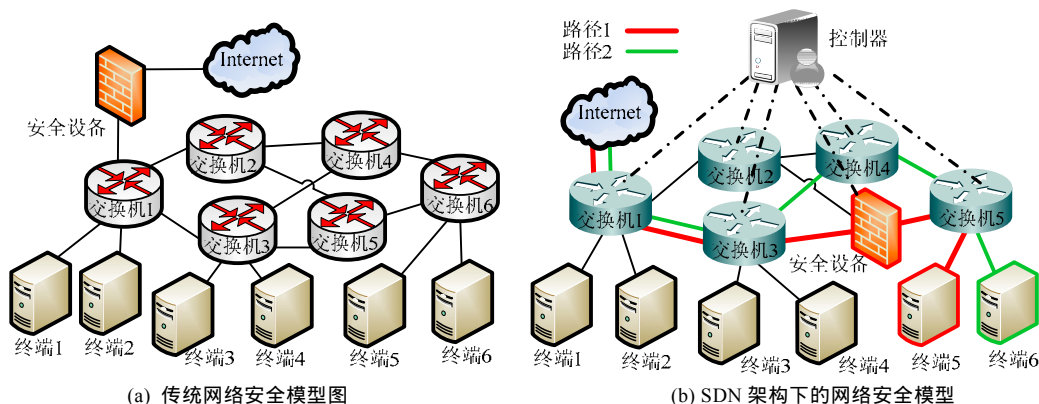 Internet
安全设备
交换机1
交换机2
交换机4
交换机3
交换机5
交换机6
终端1
终端2
终端3
终端4
终端5
终端6
(a) 传统网络安全模型图
路径1
路径2
控制器
Internet
交换机1
交换机2
交换机4
交换机3
安全设备
交换机5
终端1
终端2
终端3
终端4
终端5
终端6
(b) SDN 架构下的网络安全模型